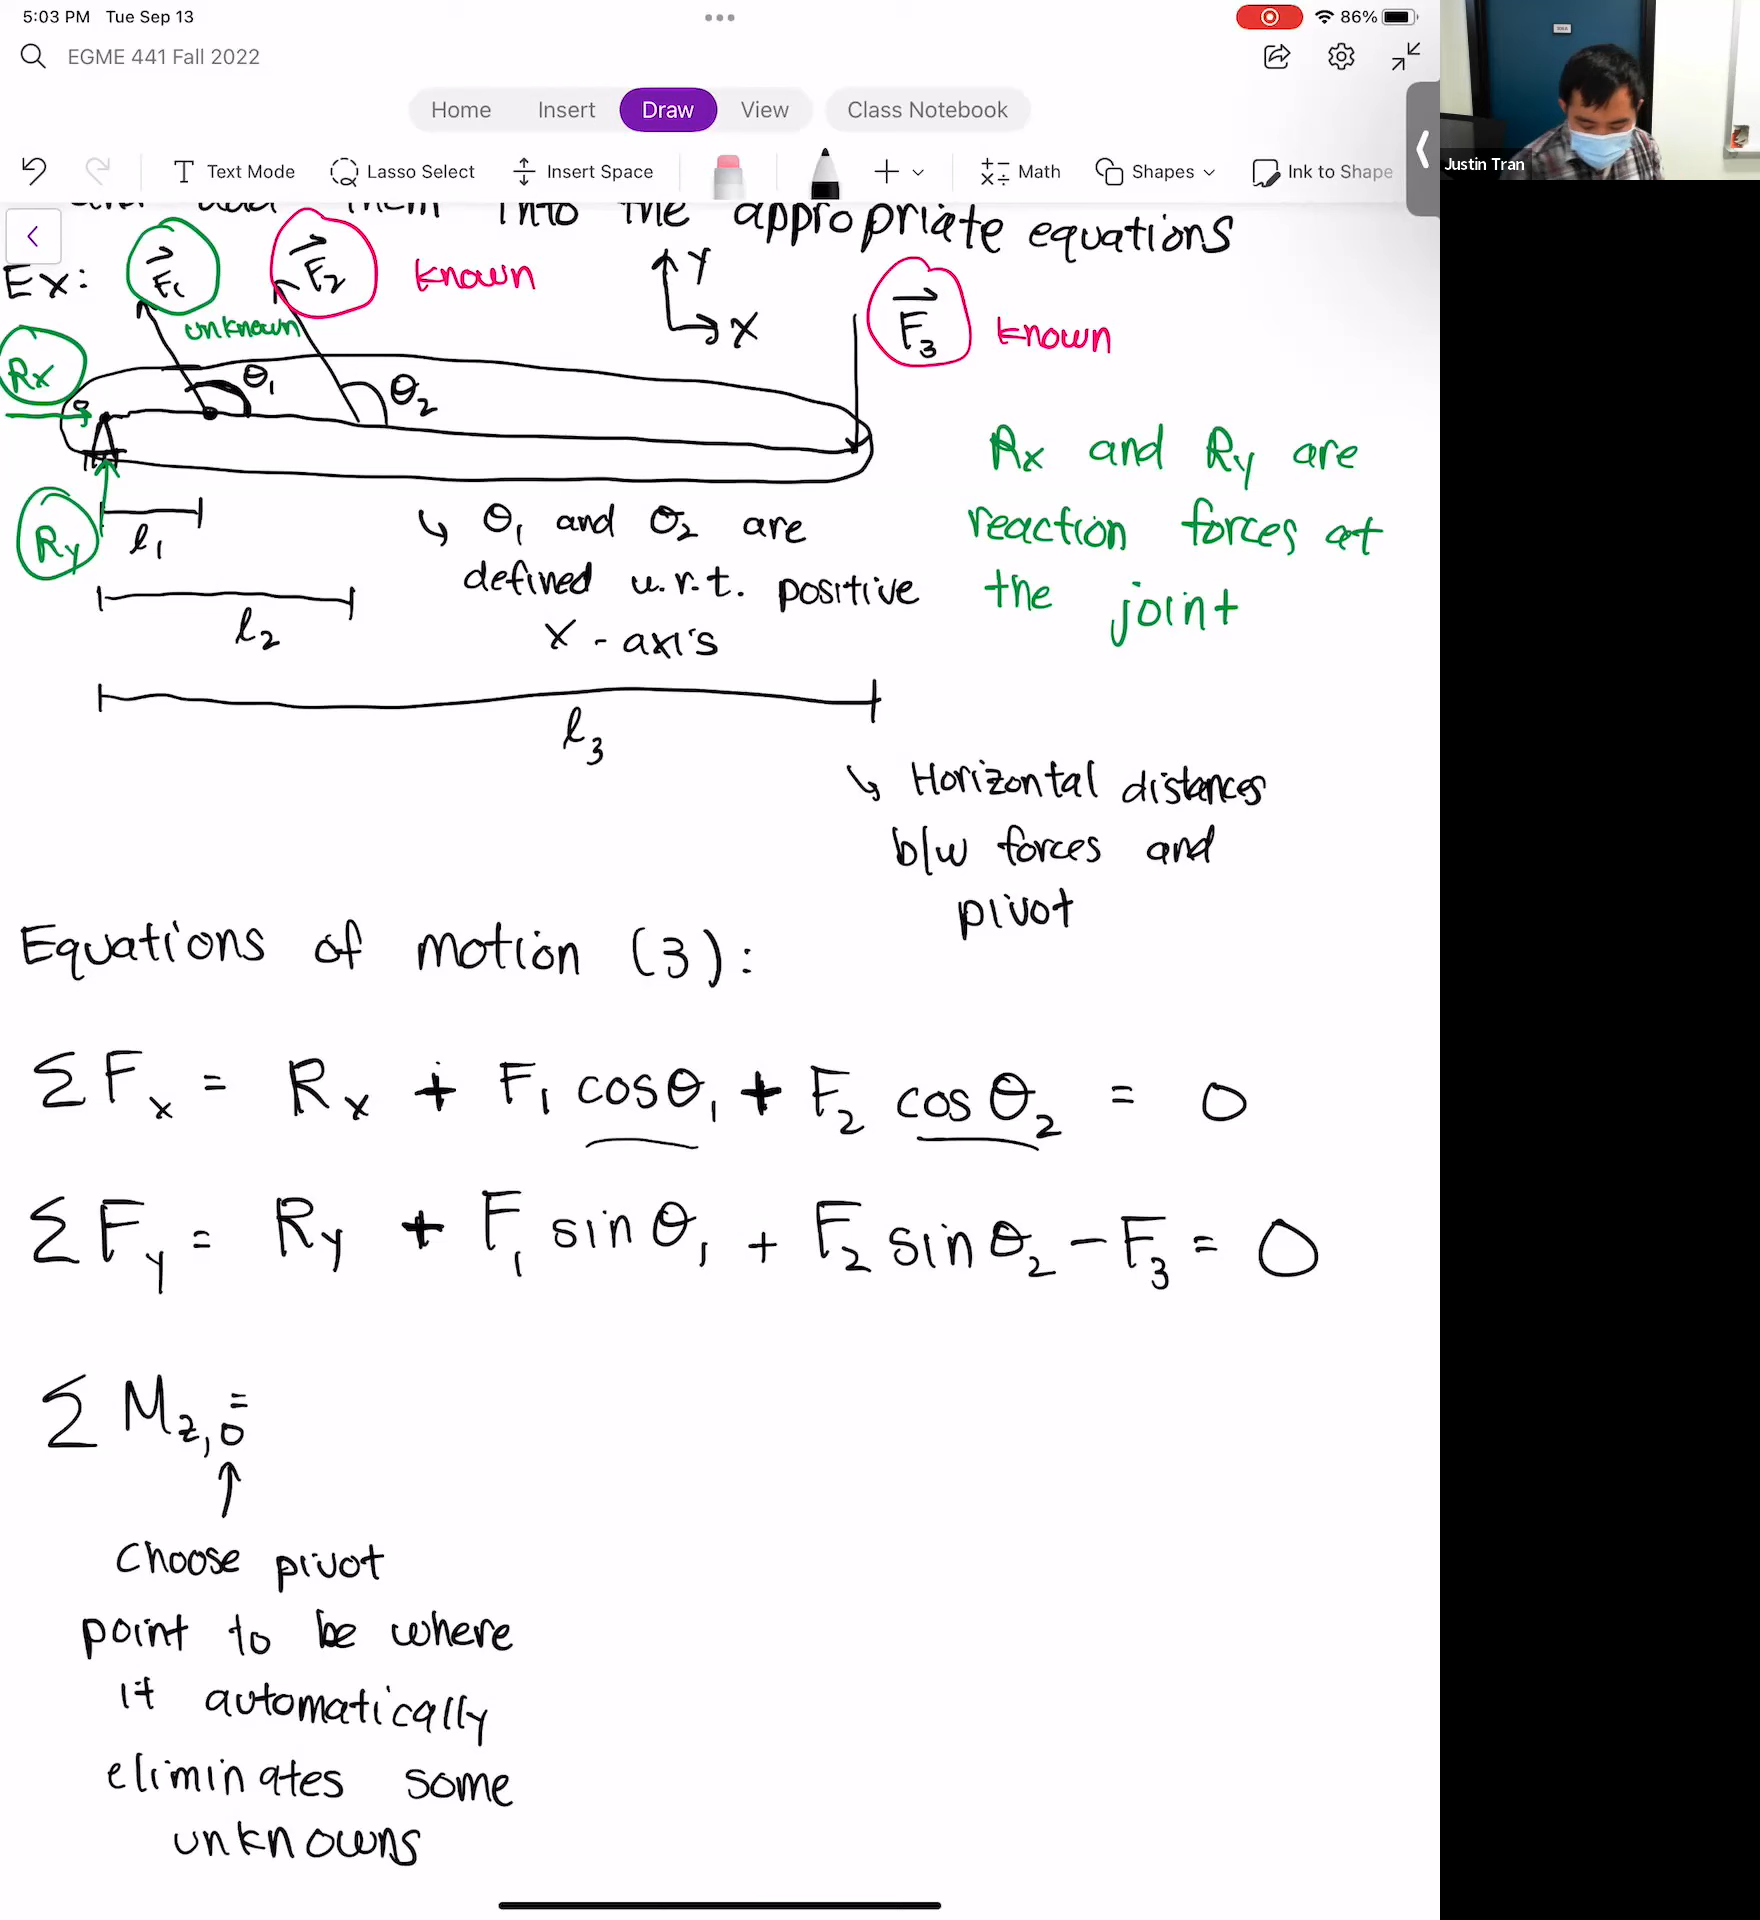 5:03 PM Tue Sep 13
86%
EGME 441 Fall 2022
Home Insert Draw View Class Notebook
Text Mode Lasso Select Insert Space Math Shapes Ink to Shape
Justin Tran
them into the appropriate equations
Ex: F₁ F₂ known Y X F₃ known
unknown
Rx θ₁ θ₂
Ry l₁
l₂
l₃
↳ θ₁ and θ₂ are
defined w.r.t. positive
X-axis
Rx and Ry are
reaction forces at
the joint
↳ Horizontal distances
b/w forces and
pivot
Equations of motion (3):
ΣFx = Rx + F₁ cosθ₁ + F₂ cosθ₂ = 0
ΣFy = Ry + F₁ sinθ₁ + F₂ sinθ₂ - F₃ = 0
ΣMz,0 =
↑
Choose pivot
point to be where
it automatically
eliminates some
unknowns